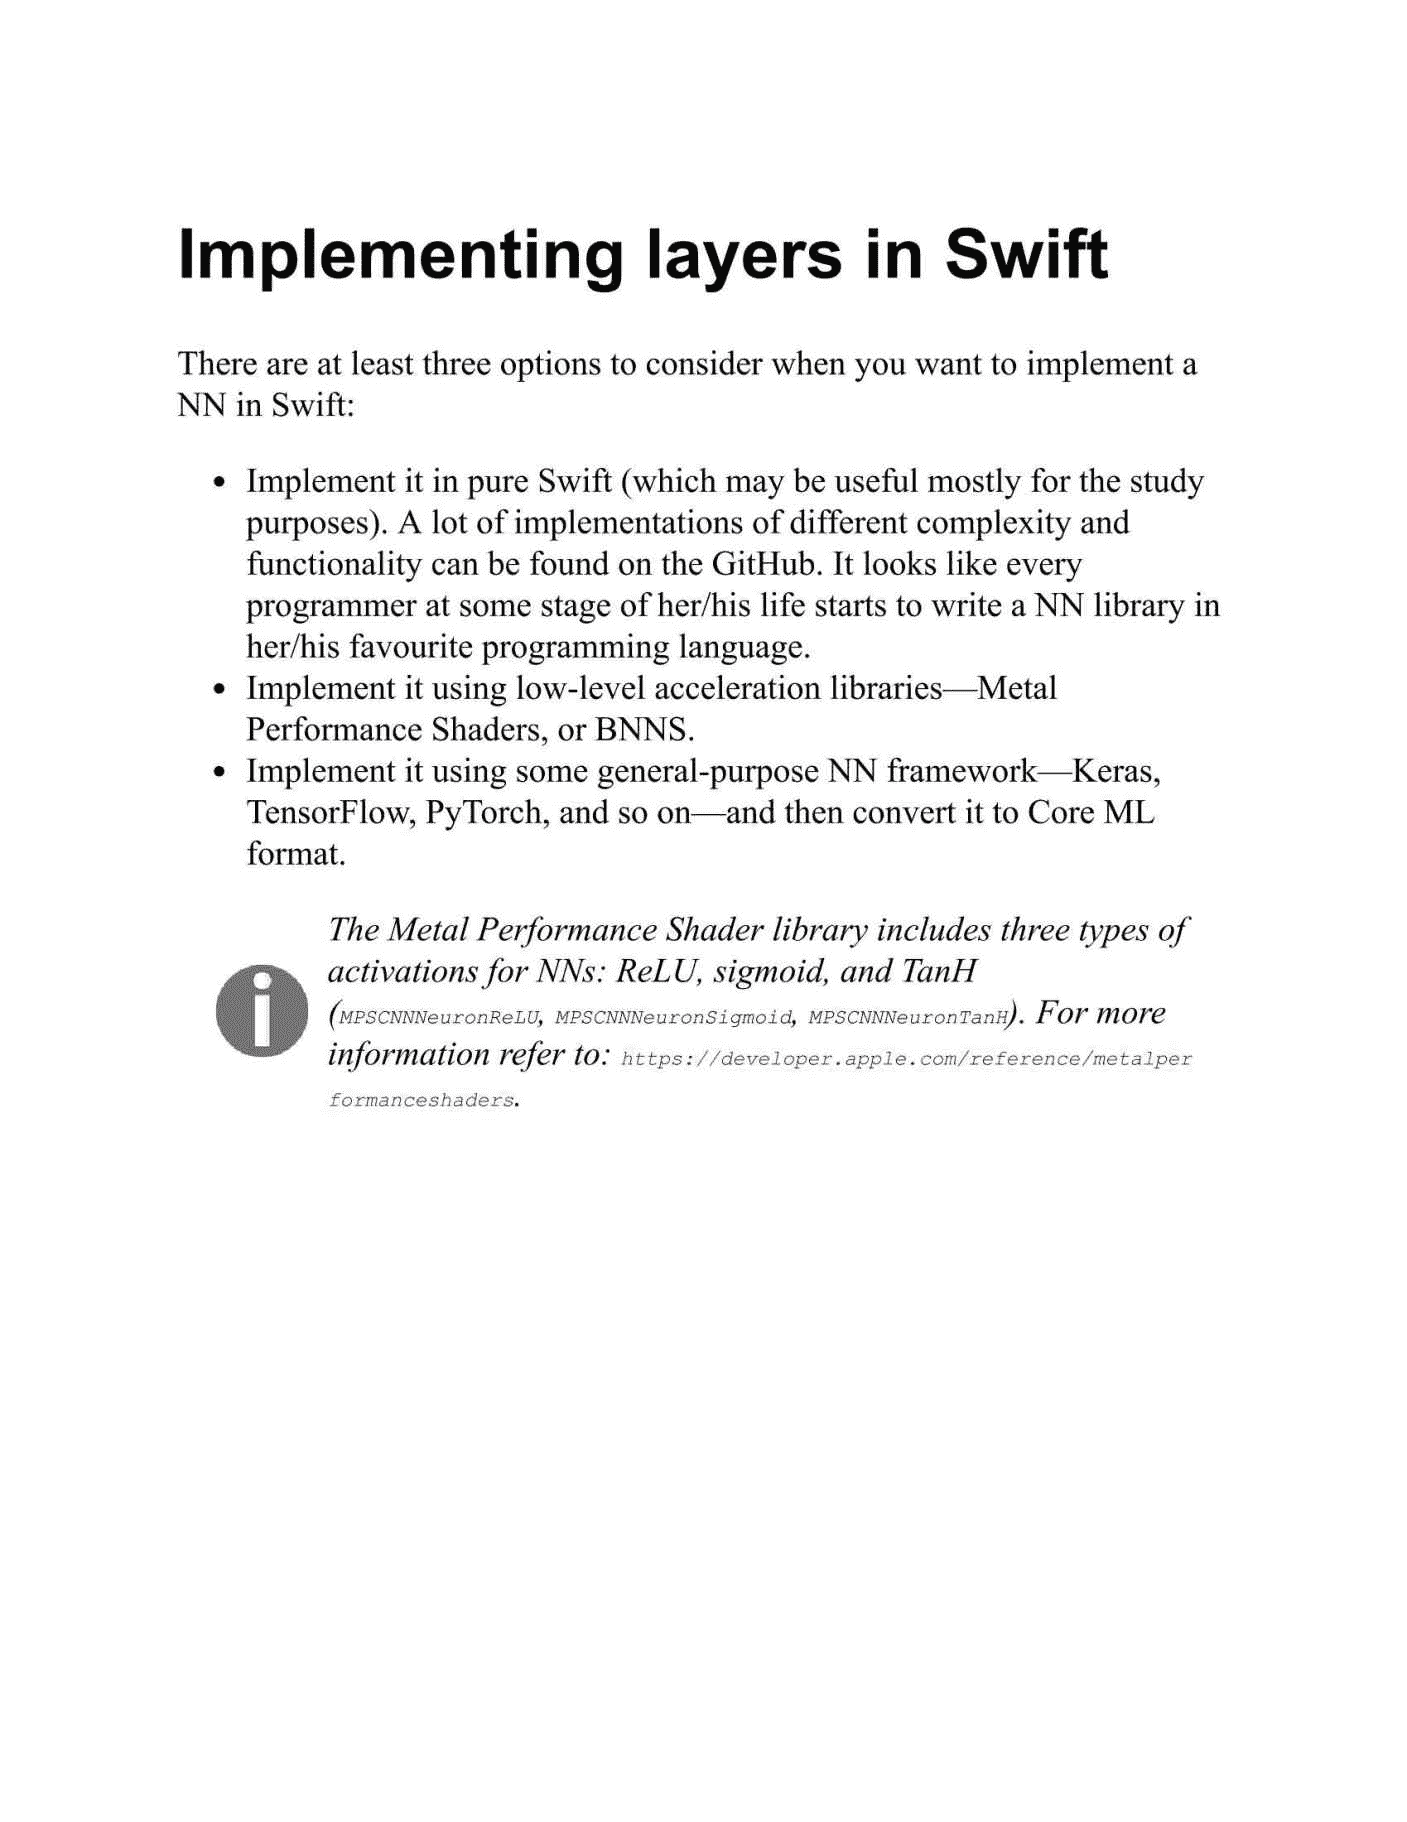 Implementing layers in Swift
There are at least three options to consider when you want to implement a
NN in Swift:
• Implement it in pure Swift (which may be useful mostly for the study
purposes). A lot of implementations of different complexity and
functionality can be found on the GitHub. It looks like every
programmer at some stage of her/his life starts to write a NN library in
her/his favourite programming language.
• Implement it using low-level acceleration libraries—Metal
Performance Shaders, or BNNS.
• Implement it using some general-purpose NN framework—Keras,
TensorFlow, PyTorch, and so on—and then convert it to Core ML
format.
The Metal Performance Shader library includes three types of
activations for NNs: ReLU, sigmoid, and TanH
(MPSCNNNeuronReLU, MPSCNNNeuronSigmoid, MPSCNNNeuronTanH). For more
information refer to: https://developer.apple.com/reference/metalper
formanceshaders.